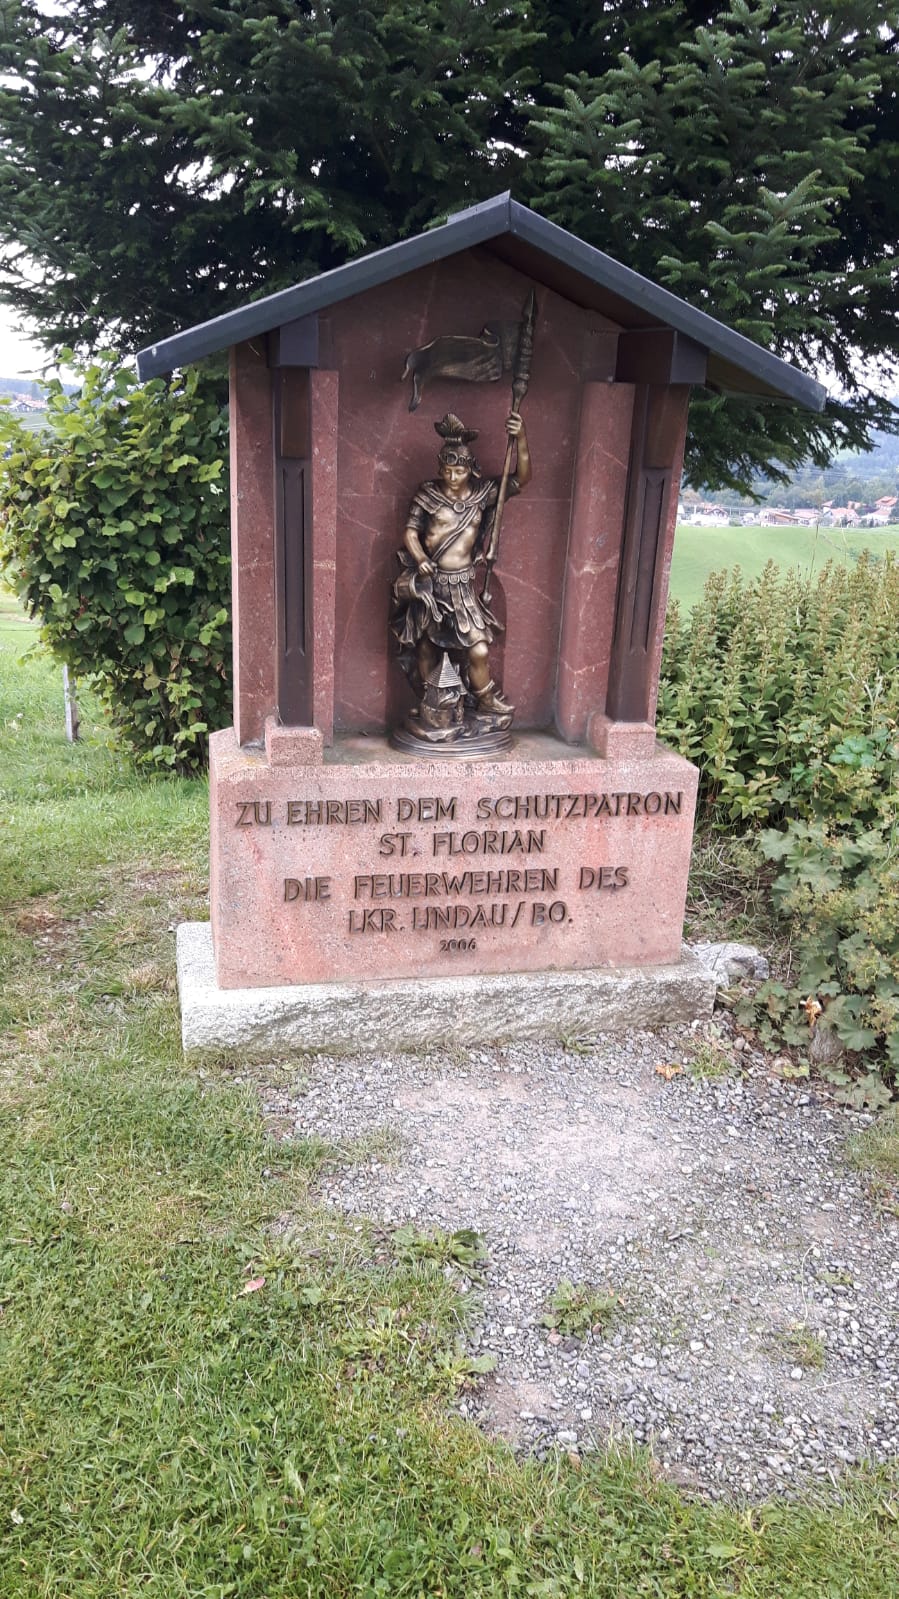 ZU EHREN DEM SCHUTZPATRON
ST. FLORIAN
DIE FEUERWEHREN DES
LKR. LINDAU/BO.
2006